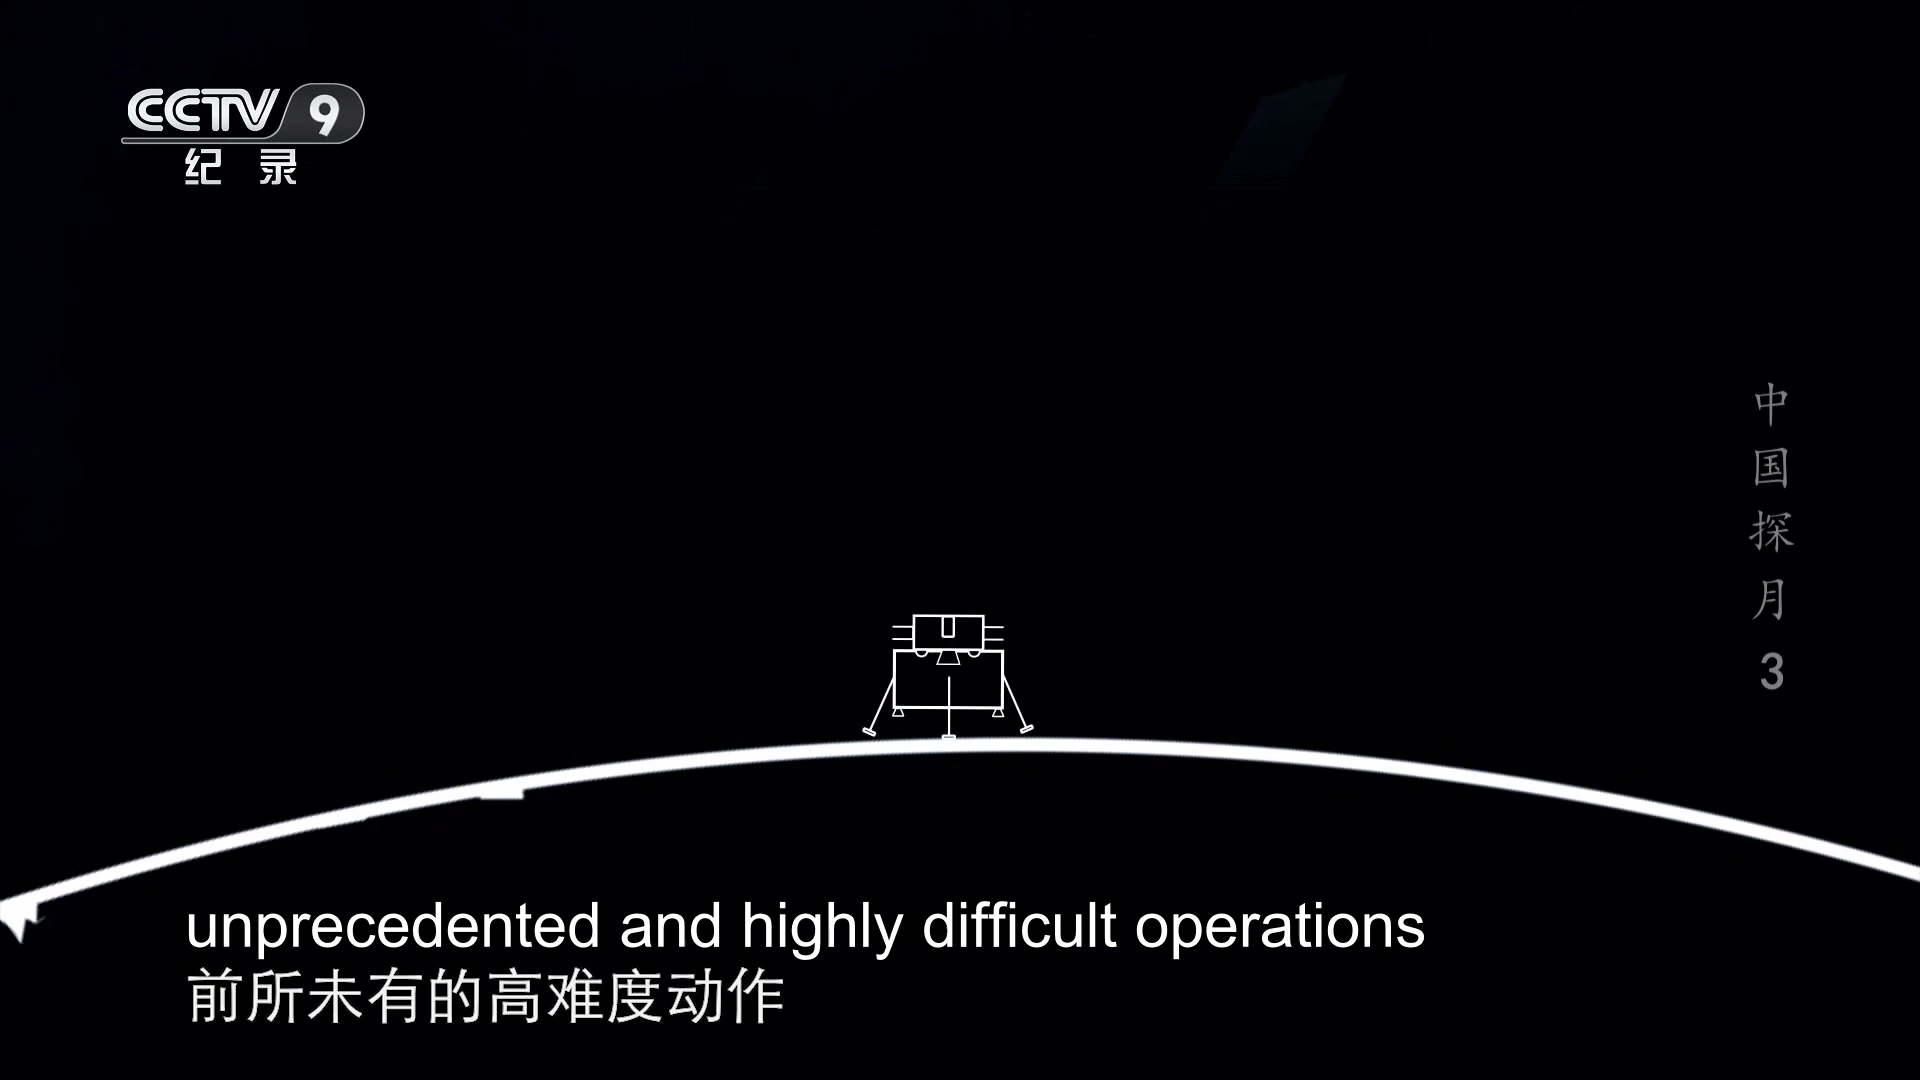 CCTV 9
纪录
中国探月3
unprecedented and highly difficult operations
前所未有的高难度动作